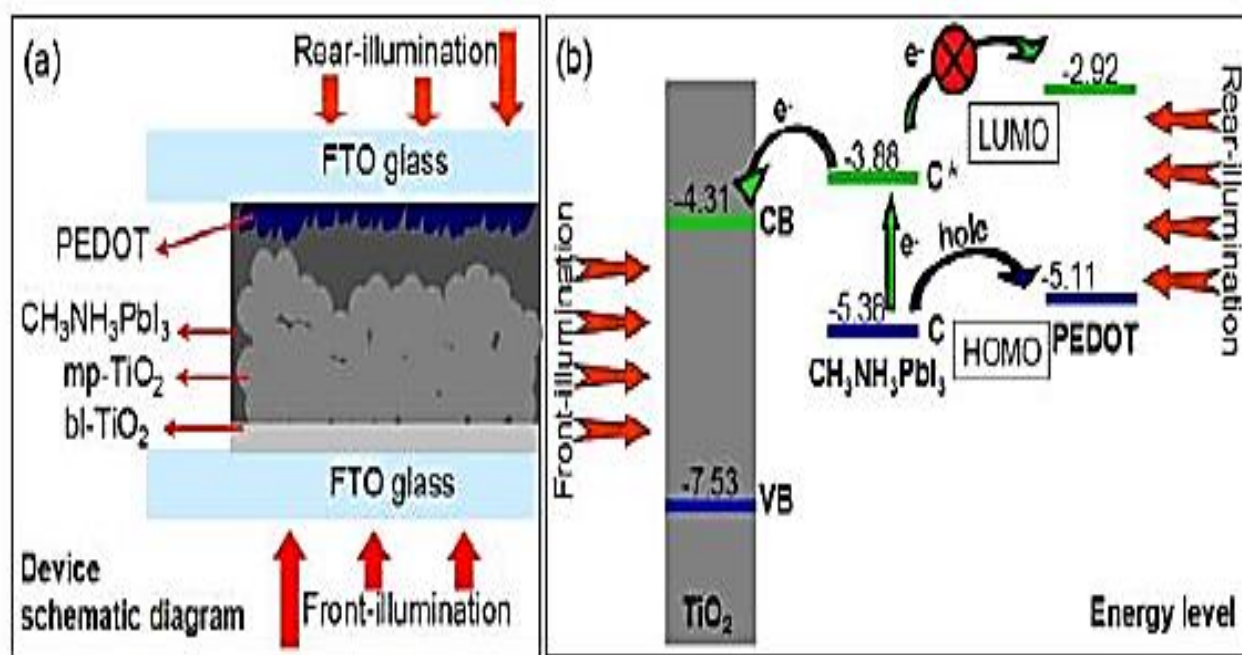 (a)
Rear-illumination
FTO glass
PEDOT
CH₃NH₃PbI₃
mp-TiO₂
bl-TiO₂
FTO glass
Device
schematic diagram
Front-illumination
(b)
e-
-2.92
LUMO
e-
-3.88
C*
-4.31
CB
e-
hole
-5.11
PEDOT
-5.36
C
HOMO
CH₃NH₃PbI₃
Front-illumination
Rear-illumination
-7.53
VB
TiO₂
Energy level